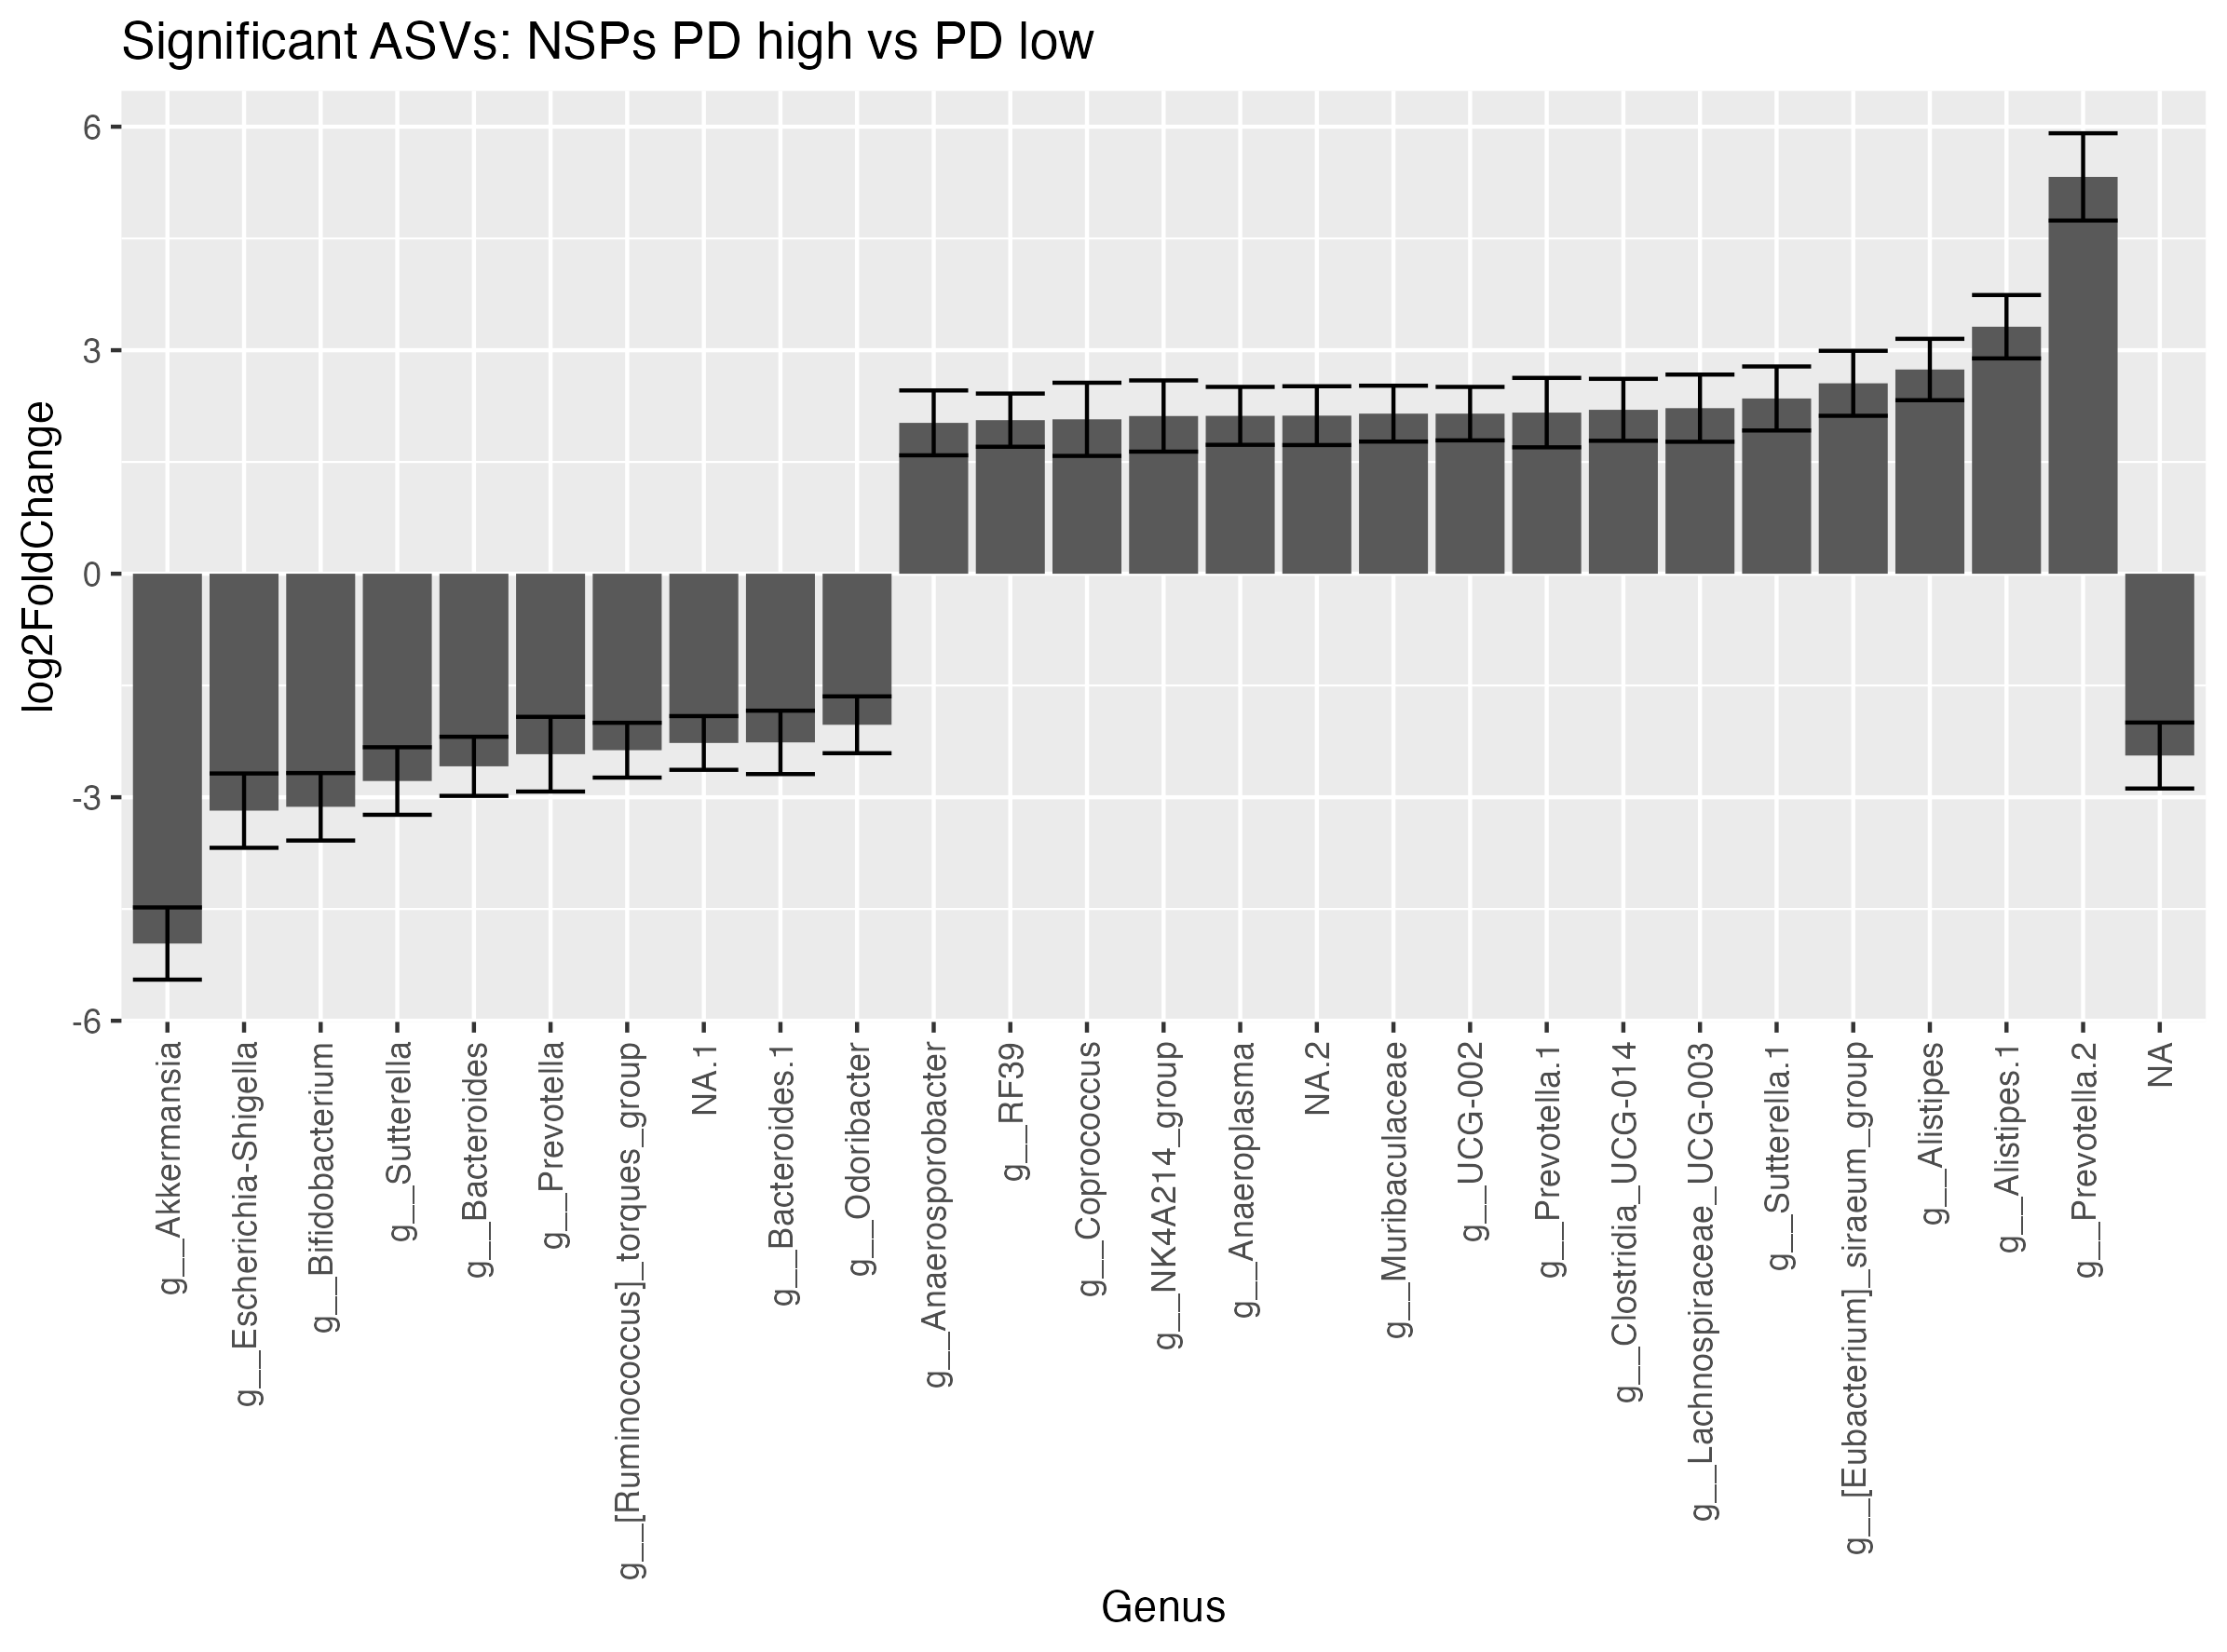 Significant ASVs: NSPs PD high vs PD low
log2FoldChange
6
3
0
-3
-6
g__Akkermansia
g__Escherichia-Shigella
g__Bifidobacterium
g__Sutterella
g__Bacteroides
g__Prevotella
g__[Ruminococcus]_torques_group
NA.1
g__Bacteroides.1
g__Odoribacter
g__Anaerosporobacter
g__RF39
g__Coprococcus
g__NK4A214_group
g__Anaeroplasma
NA.2
g__Muribaculaceae
g__UCG-002
g__Prevotella.1
g__Clostridia_UCG-014
g__Lachnospiraceae_UCG-003
g__Sutterella.1
g__[Eubacterium]_siraeum_group
g__Alistipes
g__Alistipes.1
g__Prevotella.2
NA
Genus